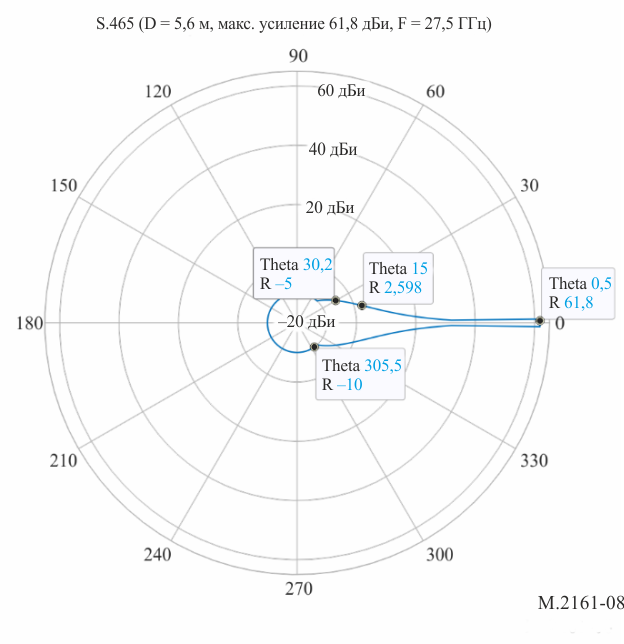 S.465 (D = 5,6 м, макс. усиление 61,8 дБи, F = 27,5 ГГц)
90
120
60 дБи
60
40 дБи
150
30
20 дБи
Theta 30,2
R –5
Theta 15
R 2,598
Theta 0,5
R 61,8
180
–20 дБи
0
Theta 305,5
R –10
210
330
240
300
270
M.2161-08